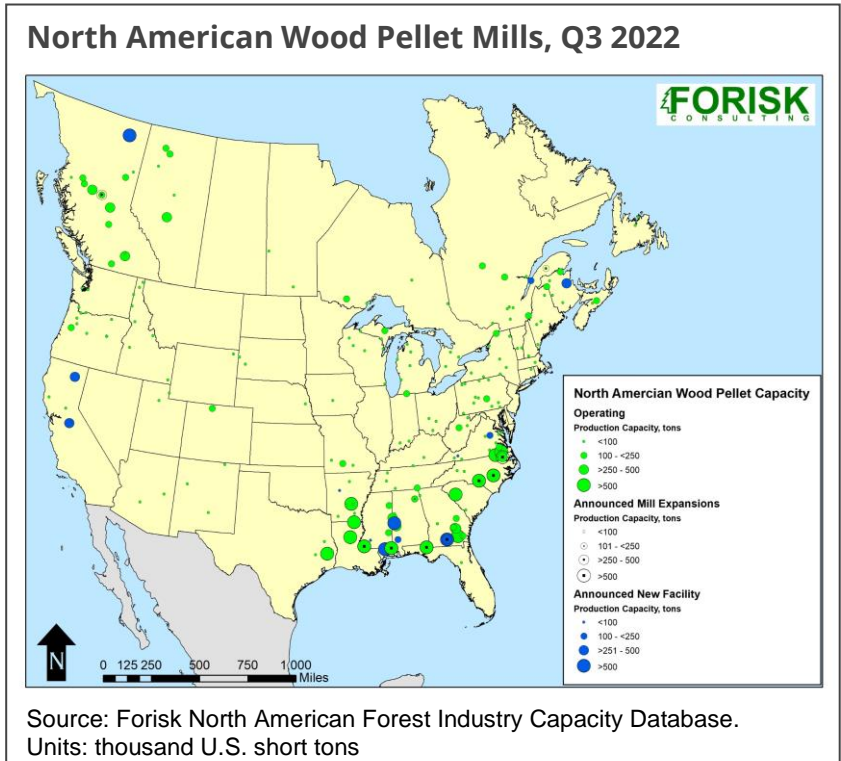 North American Wood Pellet Mills, Q3 2022
FORISK
CONSULTING
North Amercian Wood Pellet Capacity
Operating
Production Capacity, tons
<100
100 - <250
>250 - 500
>500
Announced Mill Expansions
Production Capacity, tons
<100
101 - <250
>250 - 500
>500
Announced New Facility
Production Capacity, tons
<100
100 - <250
>251 - 500
>500
N
0 125 250 500 750 1,000
Miles
Source: Forisk North American Forest Industry Capacity Database.
Units: thousand U.S. short tons